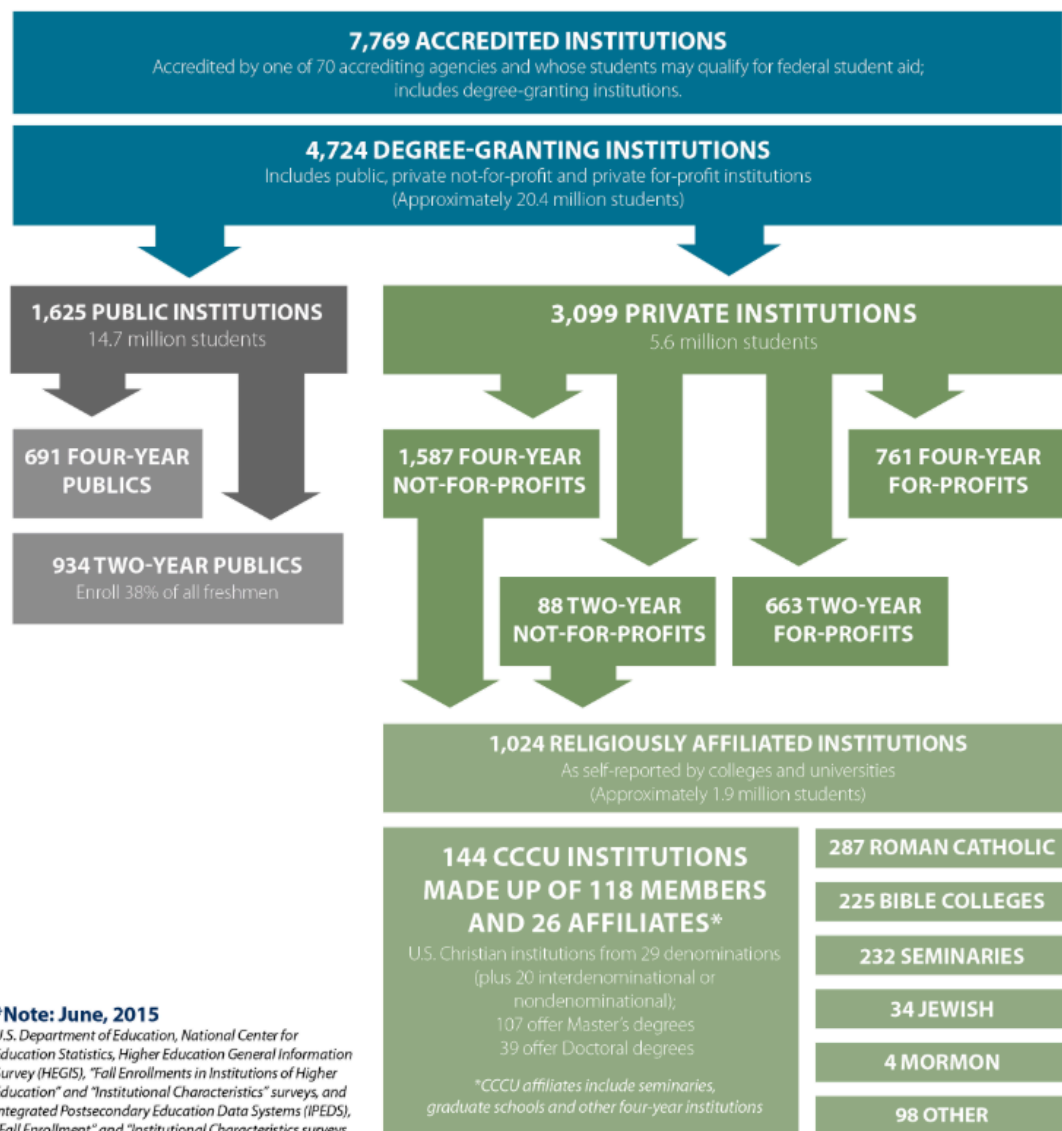 7,769 ACCREDITED INSTITUTIONS
Accredited by one of 70 accrediting agencies and whose students may qualify for federal student aid;
includes degree-granting institutions.
4,724 DEGREE-GRANTING INSTITUTIONS
Includes public, private not-for-profit and private for-profit institutions
(Approximately 20.4 million students)
1,625 PUBLIC INSTITUTIONS
14.7 million students
3,099 PRIVATE INSTITUTIONS
5.6 million students
691 FOUR-YEAR
PUBLICS
1,587 FOUR-YEAR
NOT-FOR-PROFITS
761 FOUR-YEAR
FOR-PROFITS
934 TWO-YEAR PUBLICS
Enroll 38% of all freshmen
88 TWO-YEAR
NOT-FOR-PROFITS
663 TWO-YEAR
FOR-PROFITS
1,024 RELIGIOUSLY AFFILIATED INSTITUTIONS
As self-reported by colleges and universities
(Approximately 1.9 million students)
144 CCCU INSTITUTIONS
MADE UP OF 118 MEMBERS
AND 26 AFFILIATES*
U.S. Christian institutions from 29 denominations
(plus 20 interdenominational or
nondenominational);
107 offer Master's degrees
39 offer Doctoral degrees
*CCCU affiliates include seminaries,
graduate schools and other four-year institutions
287 ROMAN CATHOLIC
225 BIBLE COLLEGES
232 SEMINARIES
34 JEWISH
4 MORMON
98 OTHER
*Note: June, 2015
U.S. Department of Education, National Center for
Education Statistics, Higher Education General Information
Survey (HEGIS), "Fall Enrollments in Institutions of Higher
Education" and "Institutional Characteristics" surveys, and
Integrated Postsecondary Education Data Systems (IPEDS),
"Fall Enrollment" and "Institutional Characteristics surveys